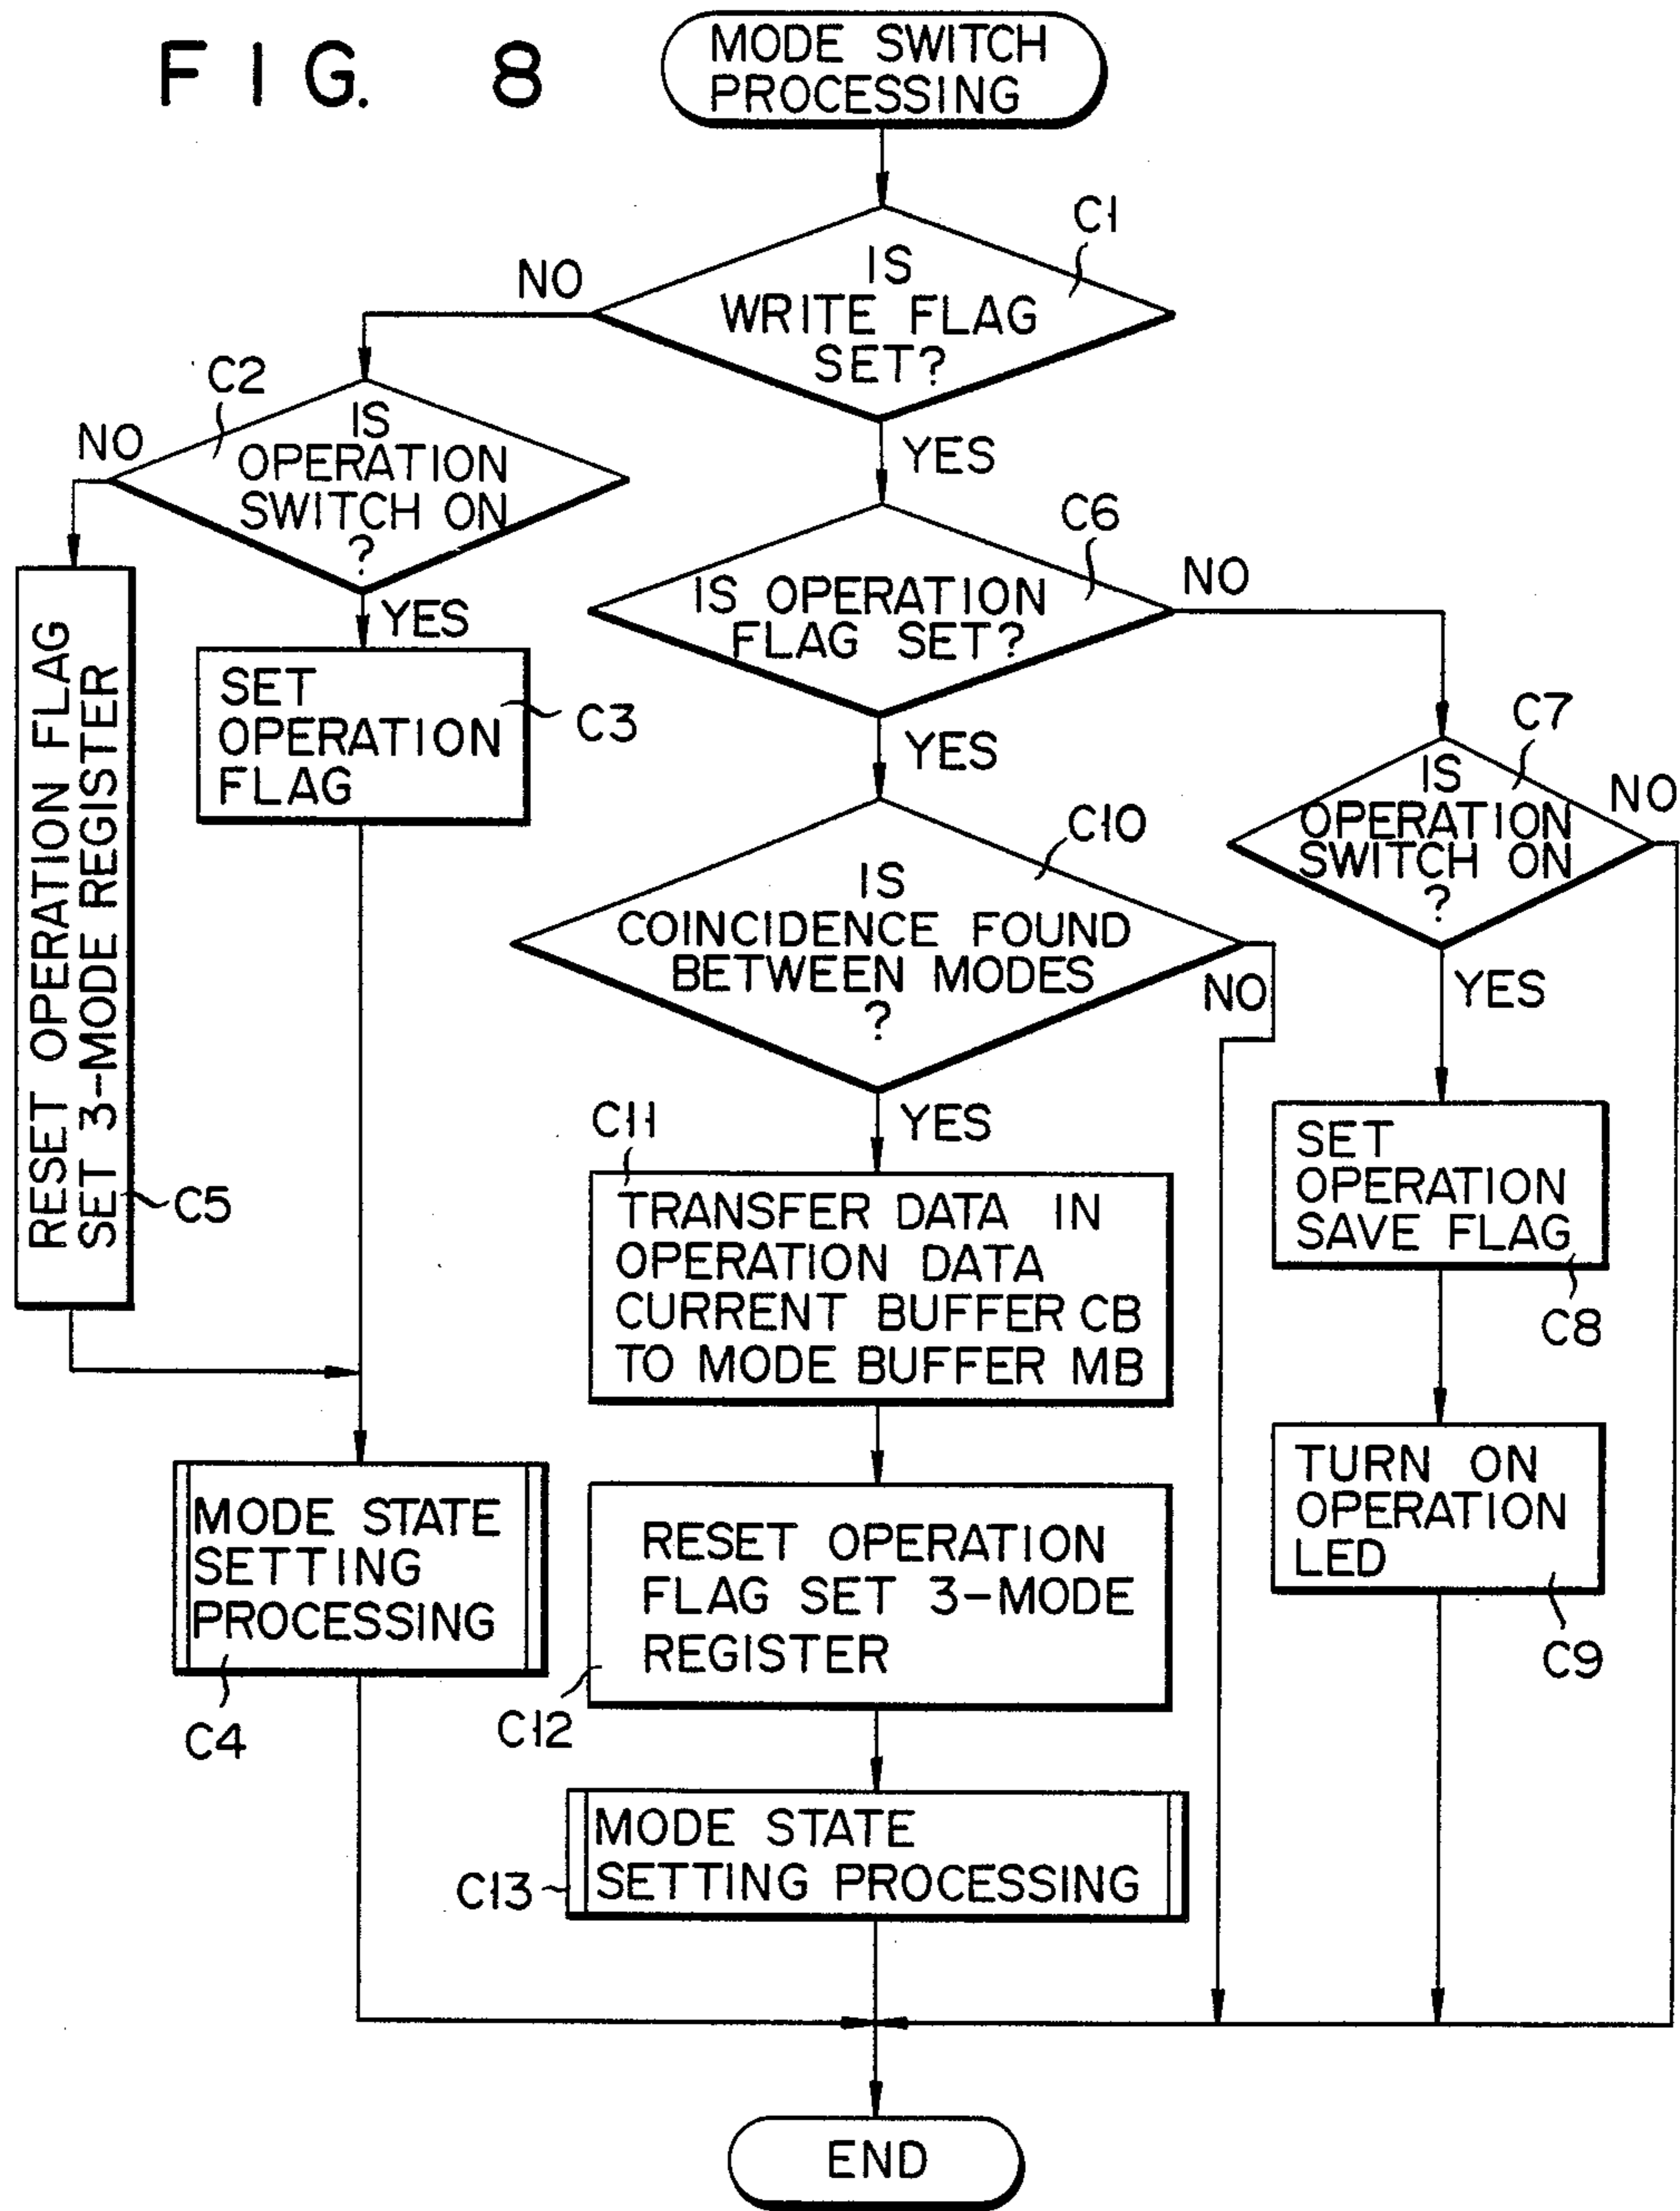 FIG. 8
MODE SWITCH
PROCESSING
C1
IS
WRITE FLAG
SET?
NO
YES
C2
IS
OPERATION
SWITCH ON
?
NO
YES
RESET OPERATION FLAG
SET 3-MODE REGISTER
C5
SET
OPERATION
FLAG
C3
MODE STATE
SETTING
PROCESSING
C4
C6
IS OPERATION
FLAG SET?
NO
YES
C7
IS
OPERATION
SWITCH ON
?
NO
YES
SET
OPERATION
SAVE FLAG
C8
TURN ON
OPERATION
LED
C9
C10
IS
COINCIDENCE FOUND
BETWEEN MODES
?
NO
YES
C11
TRANSFER DATA IN
OPERATION DATA
CURRENT BUFFER CB
TO MODE BUFFER MB
RESET OPERATION
FLAG SET 3-MODE
REGISTER
C12
MODE STATE
SETTING PROCESSING
C13
END